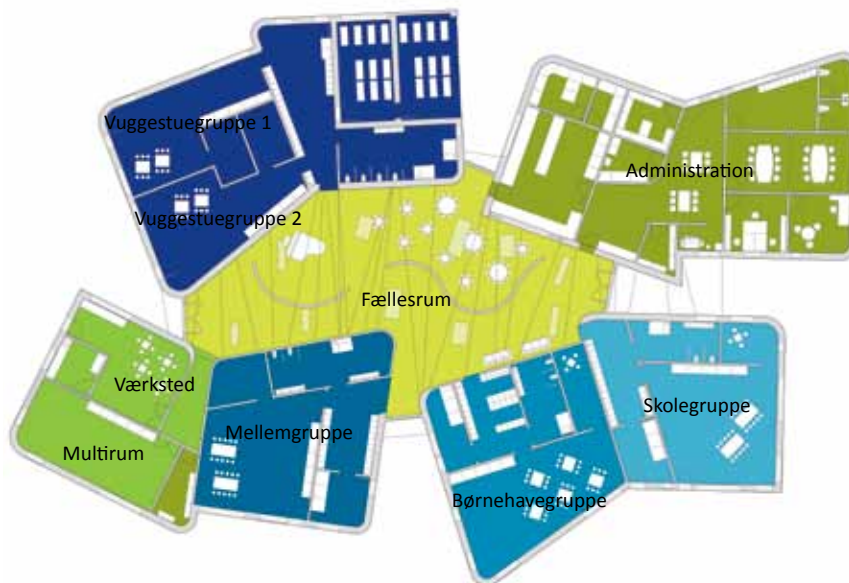 Vuggestuegruppe 1
Administration
Vuggestuegruppe 2
Fællesrum
Værksted
Skolegruppe
Mellemgruppe
Multirum
Børnehavegruppe